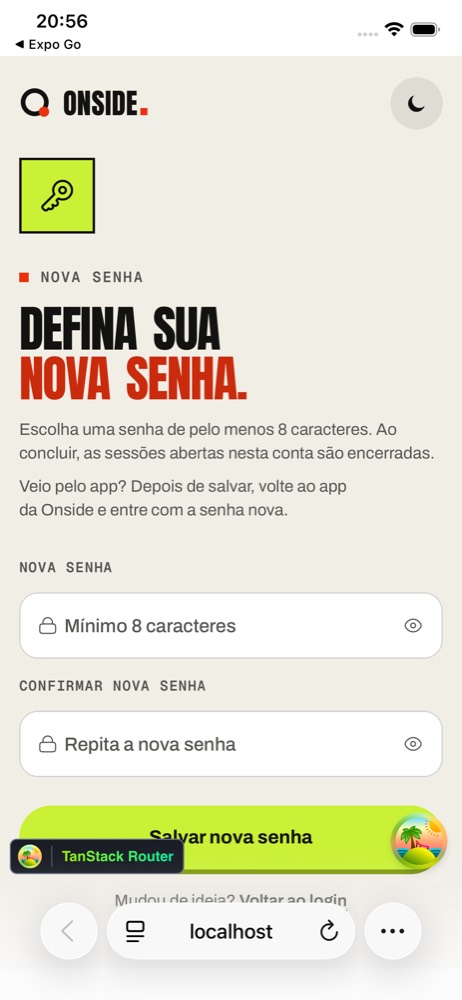 20:56
◀ Expo Go
ONSIDE.
NOVA SENHA
DEFINA SUA
NOVA SENHA.
Escolha uma senha de pelo menos 8 caracteres. Ao
concluir, as sessões abertas nesta conta são encerradas.
Veio pelo app? Depois de salvar, volte ao app
da Onside e entre com a senha nova.
NOVA SENHA
Mínimo 8 caracteres
CONFIRMAR NOVA SENHA
Repita a nova senha
Salvar nova senha
TanStack Router
Mudou de ideia? Voltar ao login
localhost